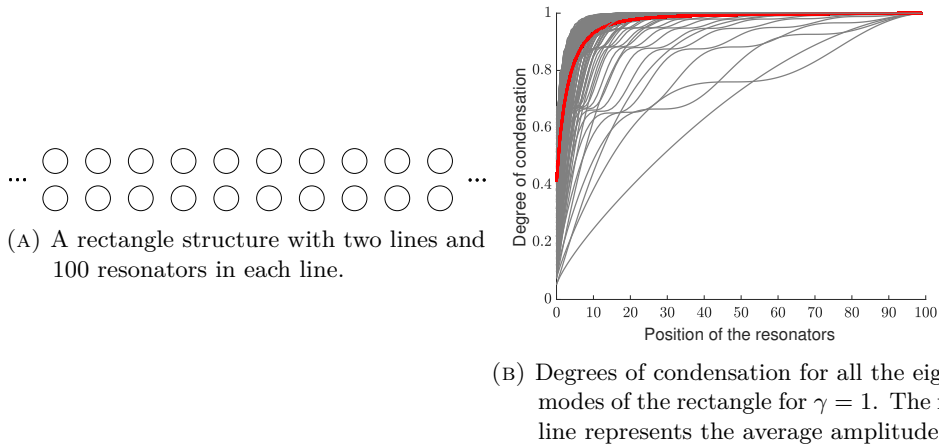 ... ...
(A) A rectangle structure with two lines and
100 resonators in each line.
1
0.8
0.6
0.4
0.2
0
Degree of condensation
0 10 20 30 40 50 60 70 80 90 100
Position of the resonators
(B) Degrees of condensation for all the eig
modes of the rectangle for γ = 1. The
line represents the average amplitude